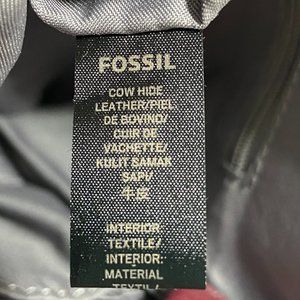 FOSSIL
COW HIDE
LEATHER/PIEL
DE BOVINO/
CUIR DE
VACHETTE/
KULIT SAMAK
SAPI/
牛皮
INTERIOR:
TEXTILE/
INTERIOR:
MATERIAL
TEXTIL/